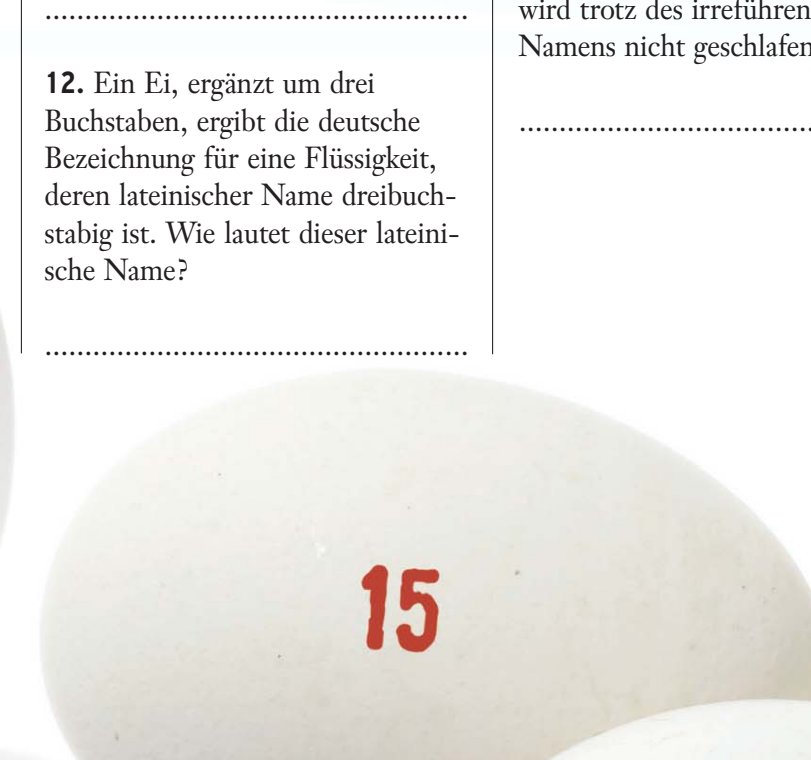 ..................................................
12. Ein Ei, ergänzt um drei
Buchstaben, ergibt die deutsche
Bezeichnung für eine Flüssigkeit,
deren lateinischer Name dreibuch-
stabig ist. Wie lautet dieser lateini-
sche Name?
..................................................
wird trotz des irreführen
Namens nicht geschlafen
..................................
15